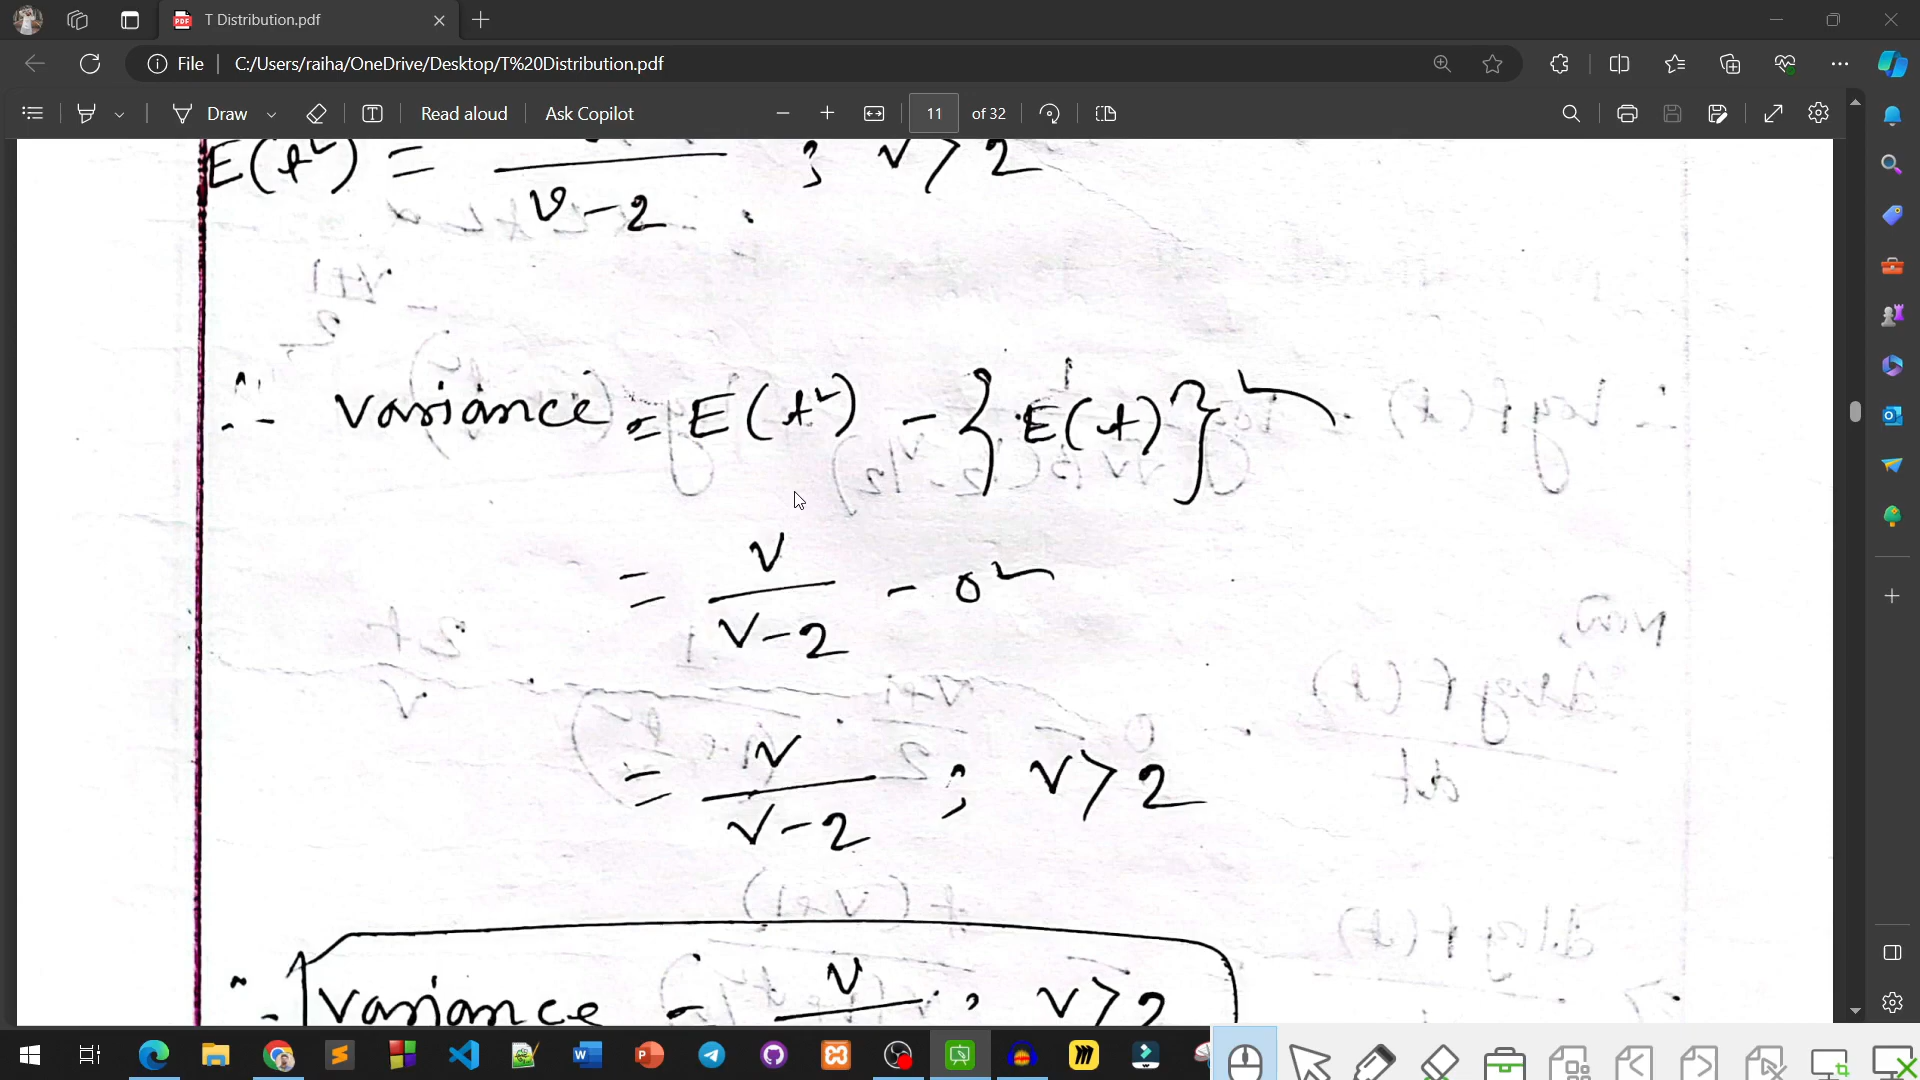 T Distribution.pdf
File | C:/Users/raiha/OneDrive/Desktop/T%20Distribution.pdf
Draw Read aloud Ask Copilot 11 of 32
E(t²) = /v-2 ; v>2
∴ variance = E(t²) - {E(t)}²
= v/v-2 - 0²
= v/v-2 ; v>2
∴ variance = v ; v>2